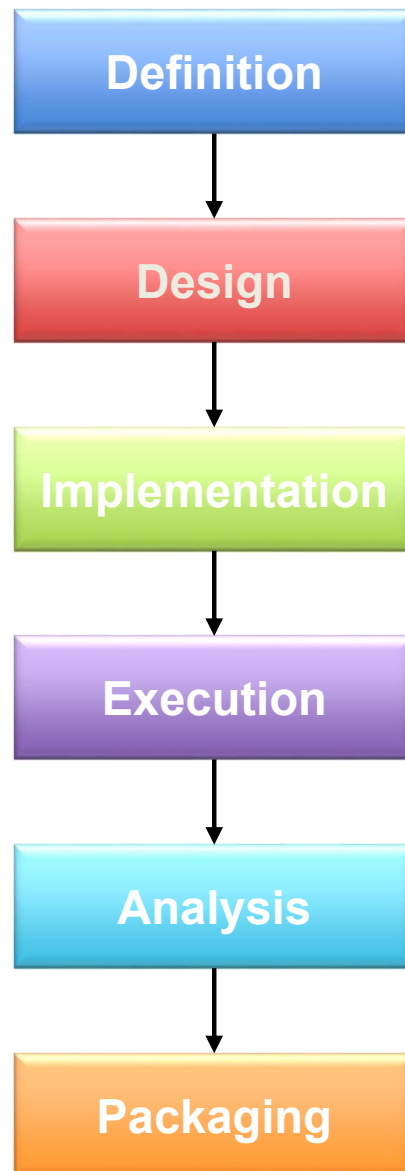 Definition
Design
Implementation
Execution
Analysis
Packaging